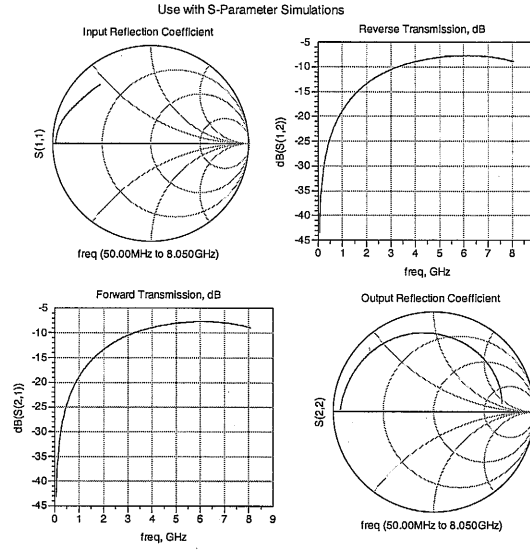 Use with S-Parameter Simulations
Input Reflection Coefficient
S(1,1)
freq (50.00MHz to 8.050GHz)
Reverse Transmission, dB
dB(S(1,2))
-5
-10
-15
-20
-25
-30
-35
-40
-45
0 1 2 3 4 5 6 7 8
freq, GHz
Forward Transmission, dB
dB(S(2,1))
-5
-10
-15
-20
-25
-30
-35
-40
-45
0 1 2 3 4 5 6 7 8 9
freq, GHz
Output Reflection Coefficient
S(2,2)
freq (50.00MHz to 8.050GHz)